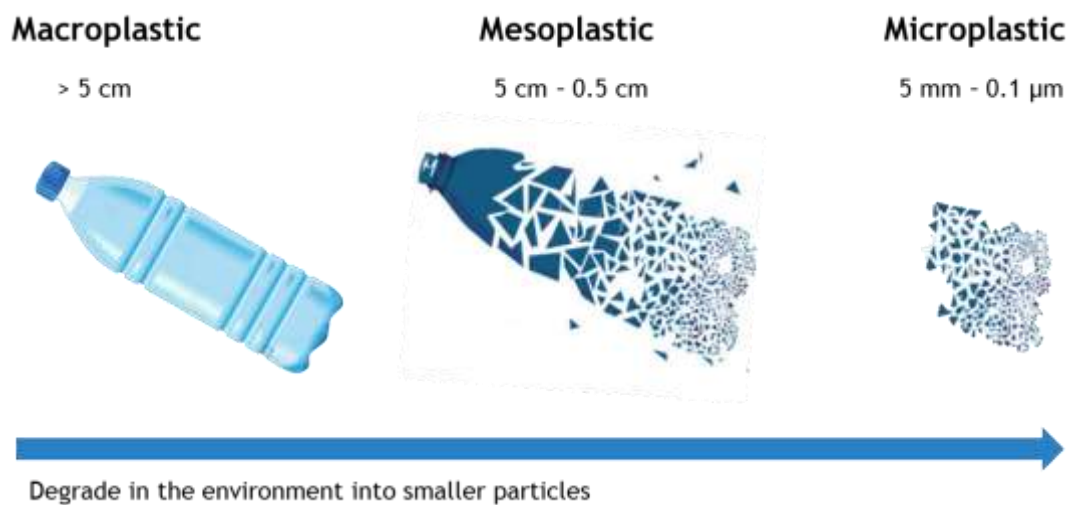 Macroplastic
Mesoplastic
Microplastic
> 5 cm
5 cm - 0.5 cm
5 mm - 0.1 µm
Degrade in the environment into smaller particles